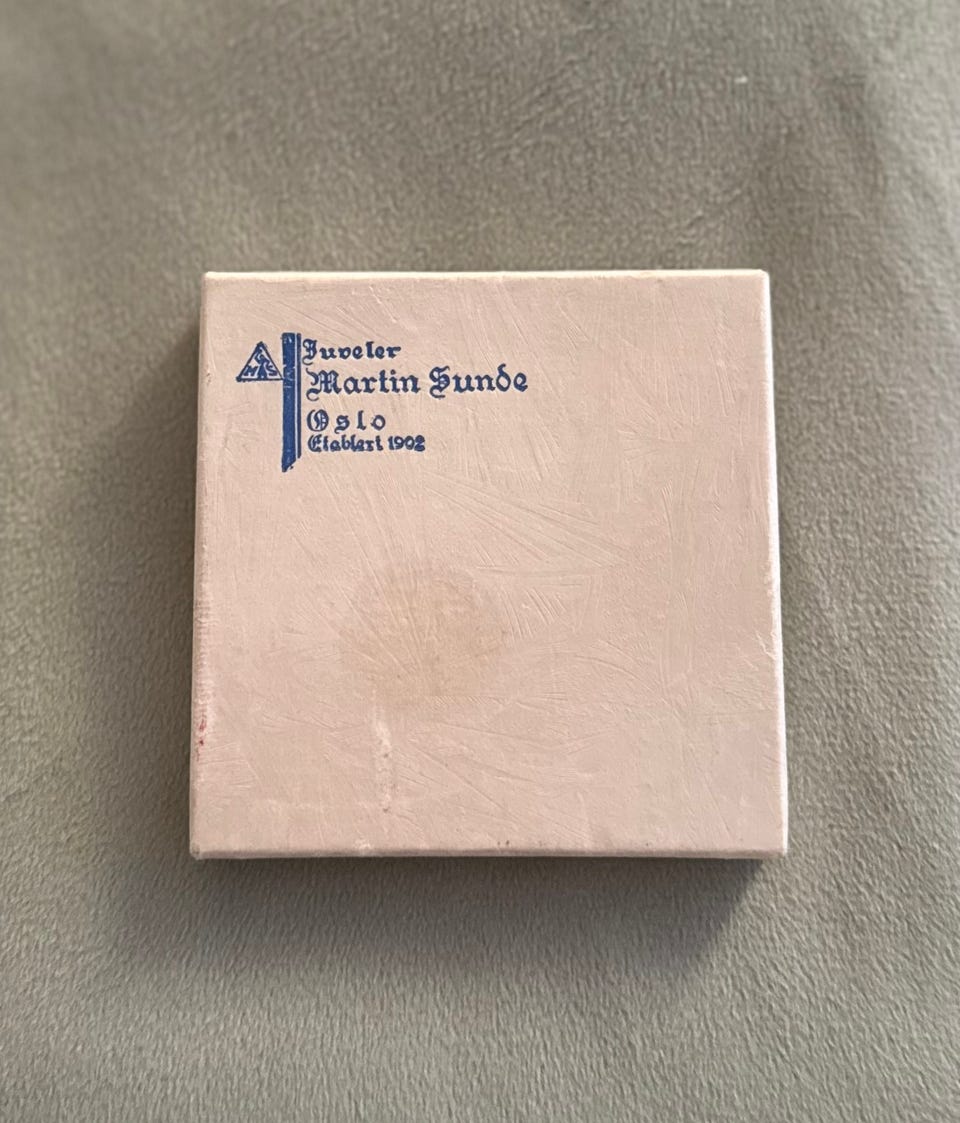 Juveler
Martin Sunde
Oslo
Etablert 1902